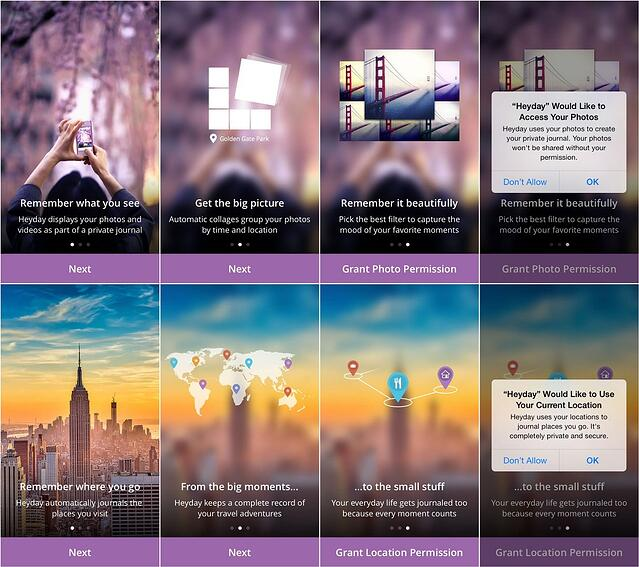 Remember what you see
Heyday displays your photos and
videos as part of a private journal
Next
Golden Gate Park
Get the big picture
Automatic collages group your photos
by time and location
Next
Remember it beautifully
Pick the best filter to capture the
mood of your favorite moments
Grant Photo Permission
“Heyday” Would Like to
Access Your Photos
Heyday uses your photos to create
your private journal. Your photos
won't be shared without your
permission.
Don't Allow
OK
Remember it beautifully
Pick the best filter to capture the
mood of your favorite moments
Grant Photo Permission
Remember where you go
Heyday automatically journals the
places you visit
Next
From the big moments...
Heyday keeps a complete record of
your travel adventures
Next
...to the small stuff
Your everyday life gets journaled too
because every moment counts
Grant Location Permission
“Heyday” Would Like to Use
Your Current Location
Heyday uses your locations to
journal places you go. It's
completely private and secure.
Don't Allow
OK
...to the small stuff
Your everyday life gets journaled too
because every moment counts
Grant Location Permission